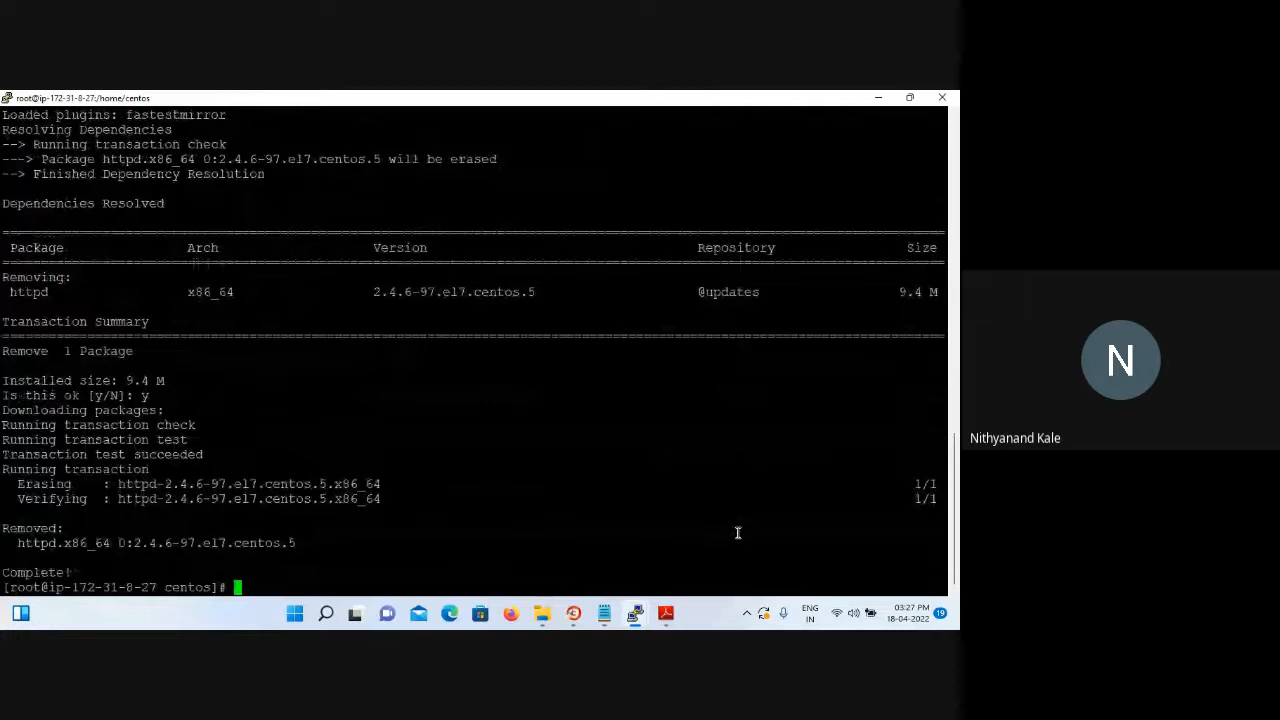 root@ip-172-31-8-27:/home/centos
Loaded plugins: fastestmirror
Resolving Dependencies
--> Running transaction check
---> Package httpd.x86_64 0:2.4.6-97.el7.centos.5 will be erased
--> Finished Dependency Resolution
Dependencies Resolved
Package Arch Version Repository Size
Removing:
httpd x86_64 2.4.6-97.el7.centos.5 @updates 9.4 M
Transaction Summary
Remove 1 Package
Installed size: 9.4 M
Is this ok [y/N]: y
Downloading packages:
Running transaction check
Running transaction test
Transaction test succeeded
Running transaction
Erasing : httpd-2.4.6-97.el7.centos.5.x86_64 1/1
Verifying : httpd-2.4.6-97.el7.centos.5.x86_64 1/1
Removed:
httpd.x86_64 0:2.4.6-97.el7.centos.5
Complete!
[root@ip-172-31-8-27 centos]#
N
Nithyanand Kale
ENG
IN
03:27 PM
18-04-2022
19